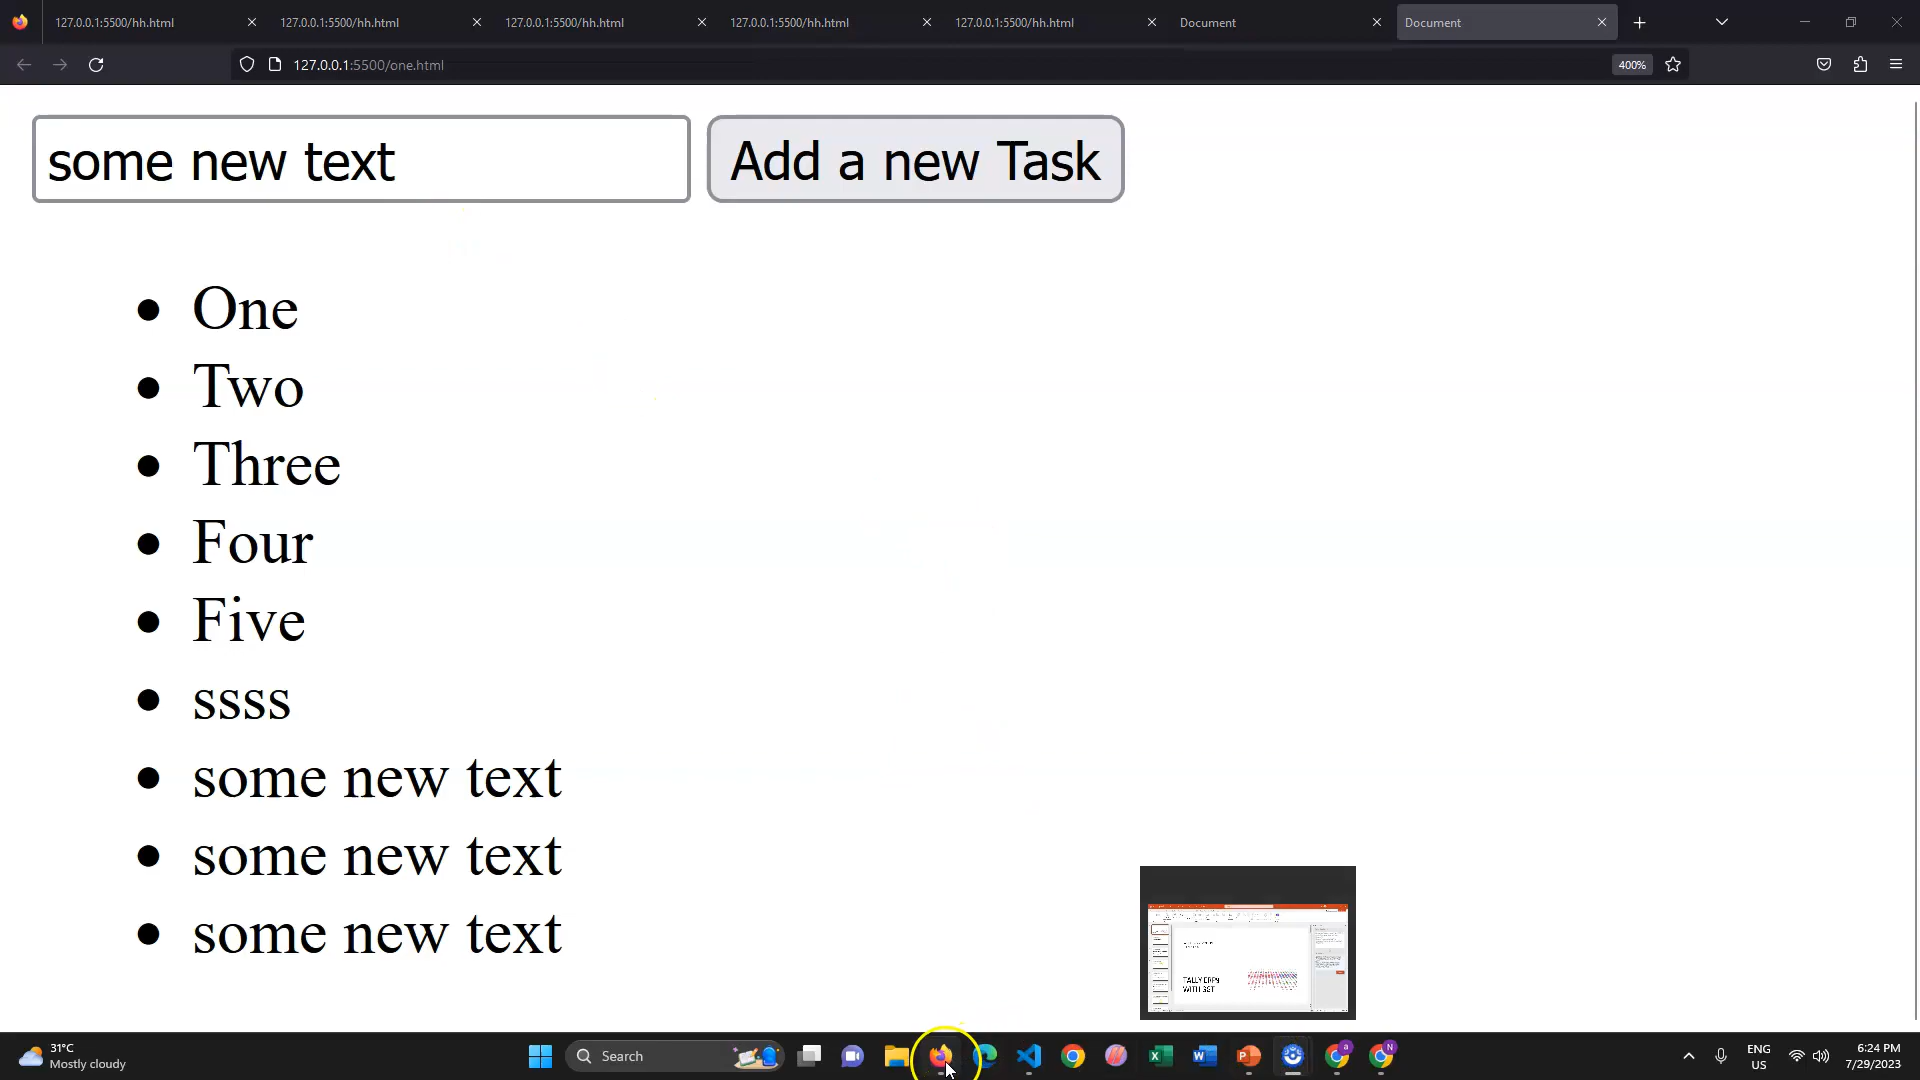 127.0.0.1:5500/hh.html
127.0.0.1:5500/hh.html
127.0.0.1:5500/hh.html
127.0.0.1:5500/hh.html
127.0.0.1:5500/hh.html
Document
Document
127.0.0.1:5500/one.html
400%
some new text
Add a new Task
One
Two
Three
Four
Five
ssss
some new text
some new text
some new text
TALLY ERP9
WITH GST
31°C
Mostly cloudy
Search
ENG
US
6:24 PM
7/29/2023